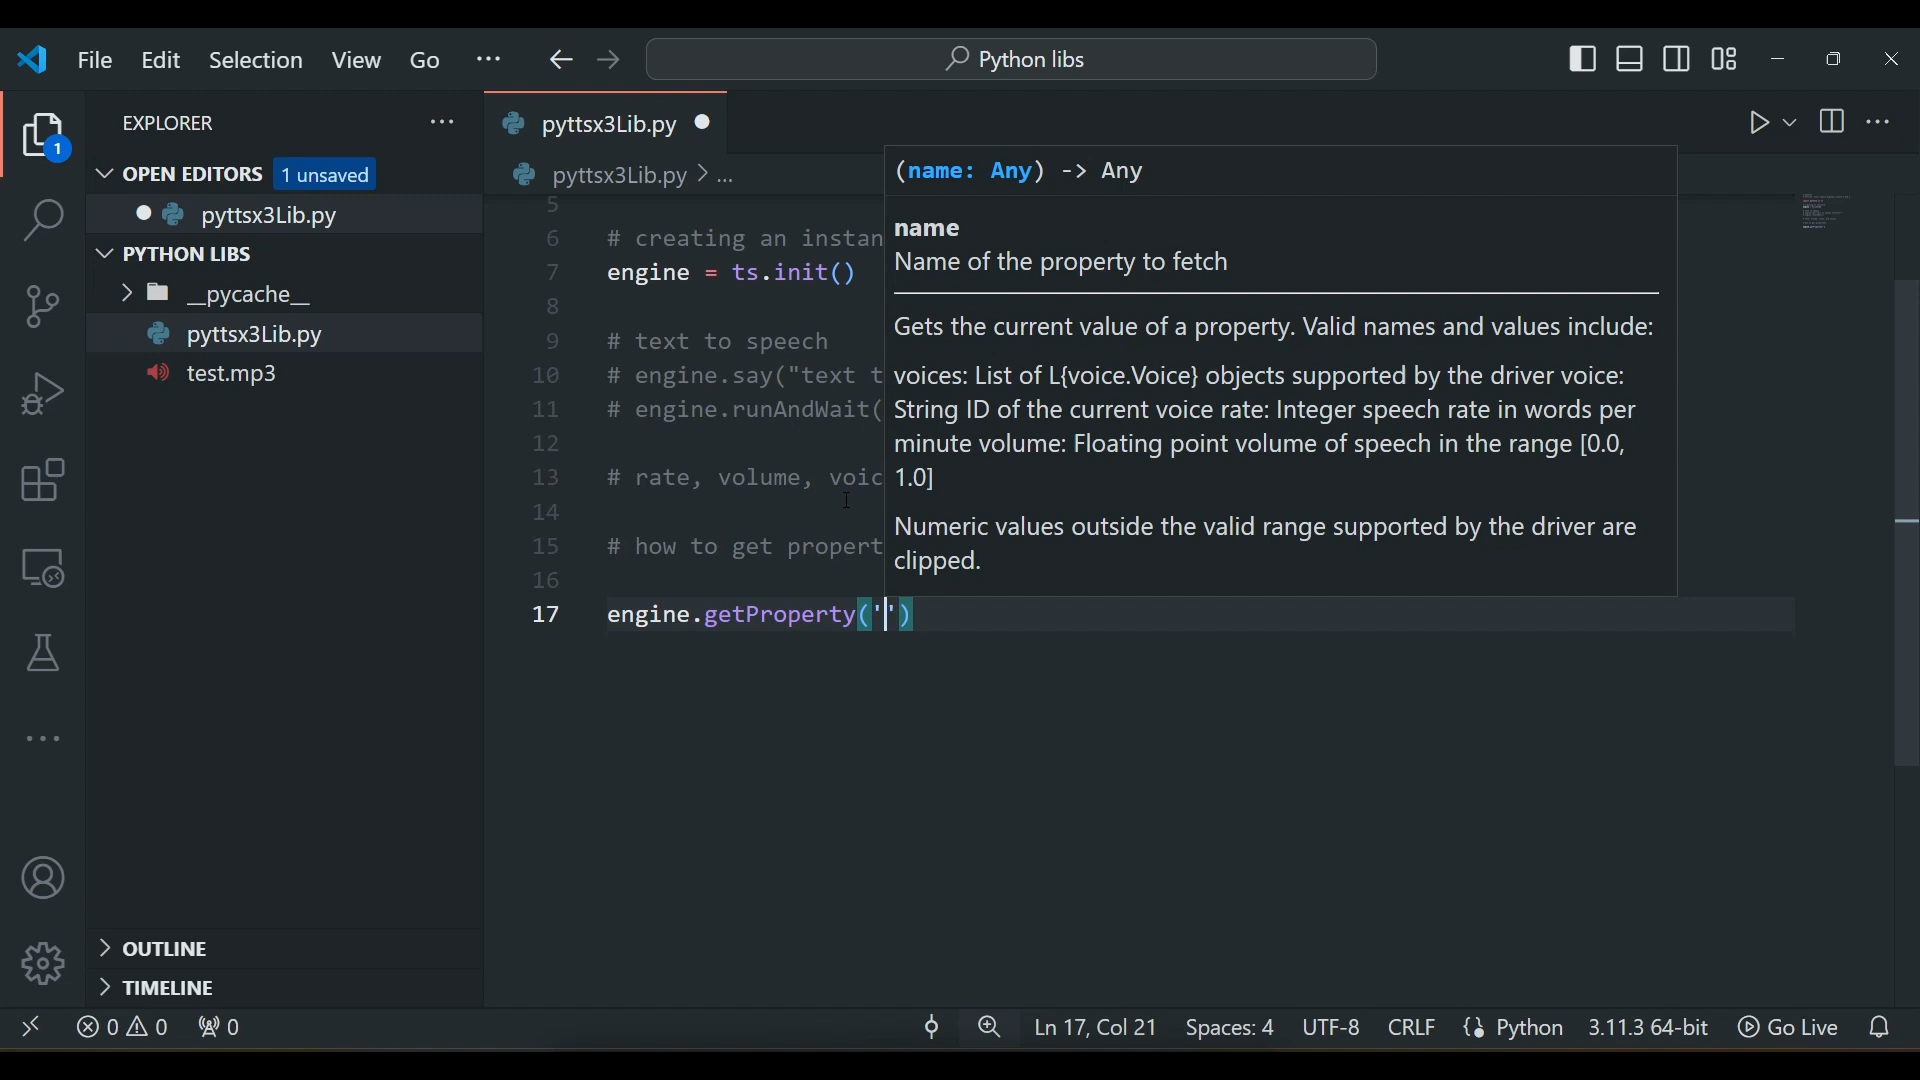 File Edit Selection View Go ···
Python libs
EXPLORER ···
1
OPEN EDITORS 1 unsaved
pyttsx3Lib.py
PYTHON LIBS
__pycache__
pyttsx3Lib.py
test.mp3
OUTLINE
TIMELINE
pyttsx3Lib.py
pyttsx3Lib.py > ...
5
6 # creating an instan
7 engine = ts.init()
8
9 # text to speech
10 # engine.say("text t
11 # engine.runAndWait(
12
13 # rate, volume, voic
14
15 # how to get propert
16
17 engine.getProperty('')
(name: Any) -> Any
name
Name of the property to fetch
Gets the current value of a property. Valid names and values include:
voices: List of L{voice.Voice} objects supported by the driver voice:
String ID of the current voice rate: Integer speech rate in words per
minute volume: Floating point volume of speech in the range [0.0,
1.0]
Numeric values outside the valid range supported by the driver are
clipped.
0 0 0 Ln 17, Col 21 Spaces: 4 UTF-8 CRLF Python 3.11.3 64-bit Go Live